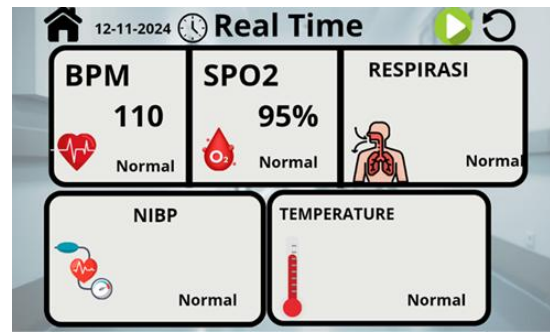 12-11-2024 Real Time
BPM
110
Normal
SPO2
95%
O₂
Normal
RESPIRASI
Normal
NIBP
Normal
TEMPERATURE
Normal